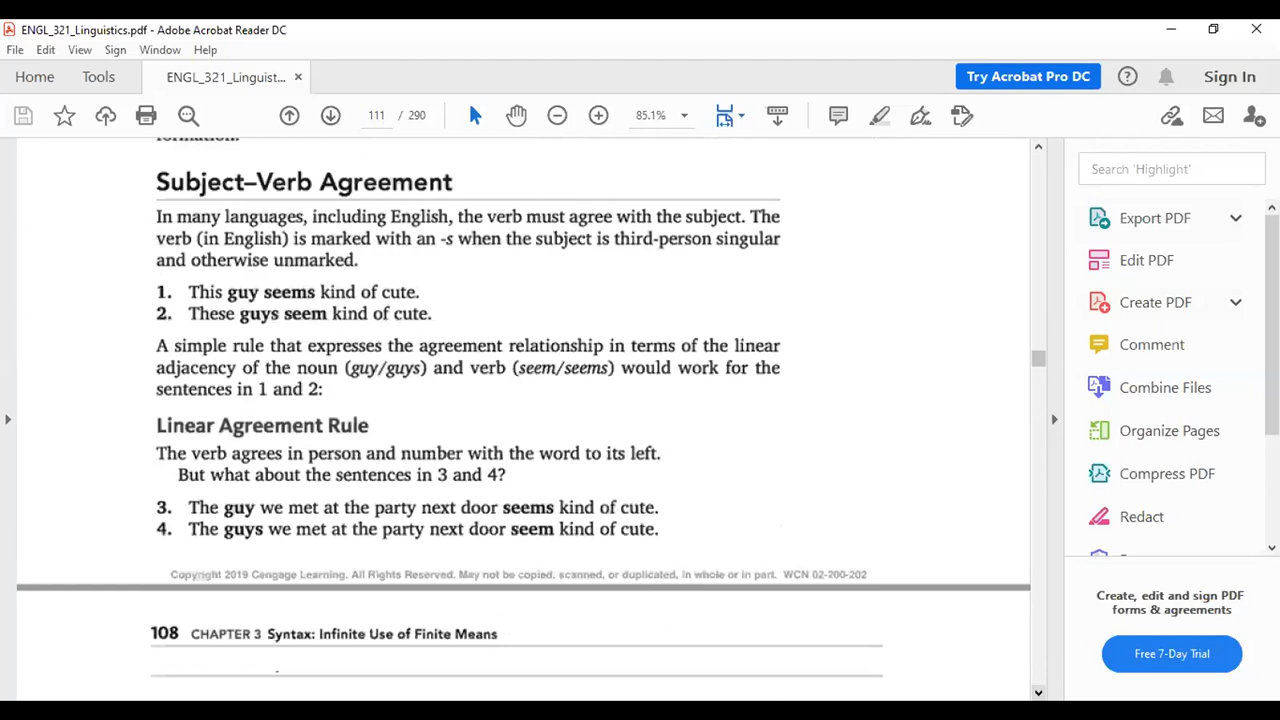 ENGL_321_Linguistics.pdf - Adobe Acrobat Reader DC
File Edit View Sign Window Help
Home Tools ENGL_321_Linguist... × Try Acrobat Pro DC Sign In
111 / 290 85.1%
formation.
Subject–Verb Agreement
In many languages, including English, the verb must agree with the subject. The
verb (in English) is marked with an -s when the subject is third-person singular
and otherwise unmarked.
1. This guy seems kind of cute.
2. These guys seem kind of cute.
A simple rule that expresses the agreement relationship in terms of the linear
adjacency of the noun (guy/guys) and verb (seem/seems) would work for the
sentences in 1 and 2:
Linear Agreement Rule
The verb agrees in person and number with the word to its left.
But what about the sentences in 3 and 4?
3. The guy we met at the party next door seems kind of cute.
4. The guys we met at the party next door seem kind of cute.
Copyright 2019 Cengage Learning. All Rights Reserved. May not be copied, scanned, or duplicated, in whole or in part. WCN 02-200-202
108 CHAPTER 3 Syntax: Infinite Use of Finite Means
Search 'Highlight'
Export PDF
Edit PDF
Create PDF
Comment
Combine Files
Organize Pages
Compress PDF
Redact
Create, edit and sign PDF
forms & agreements
Free 7-Day Trial